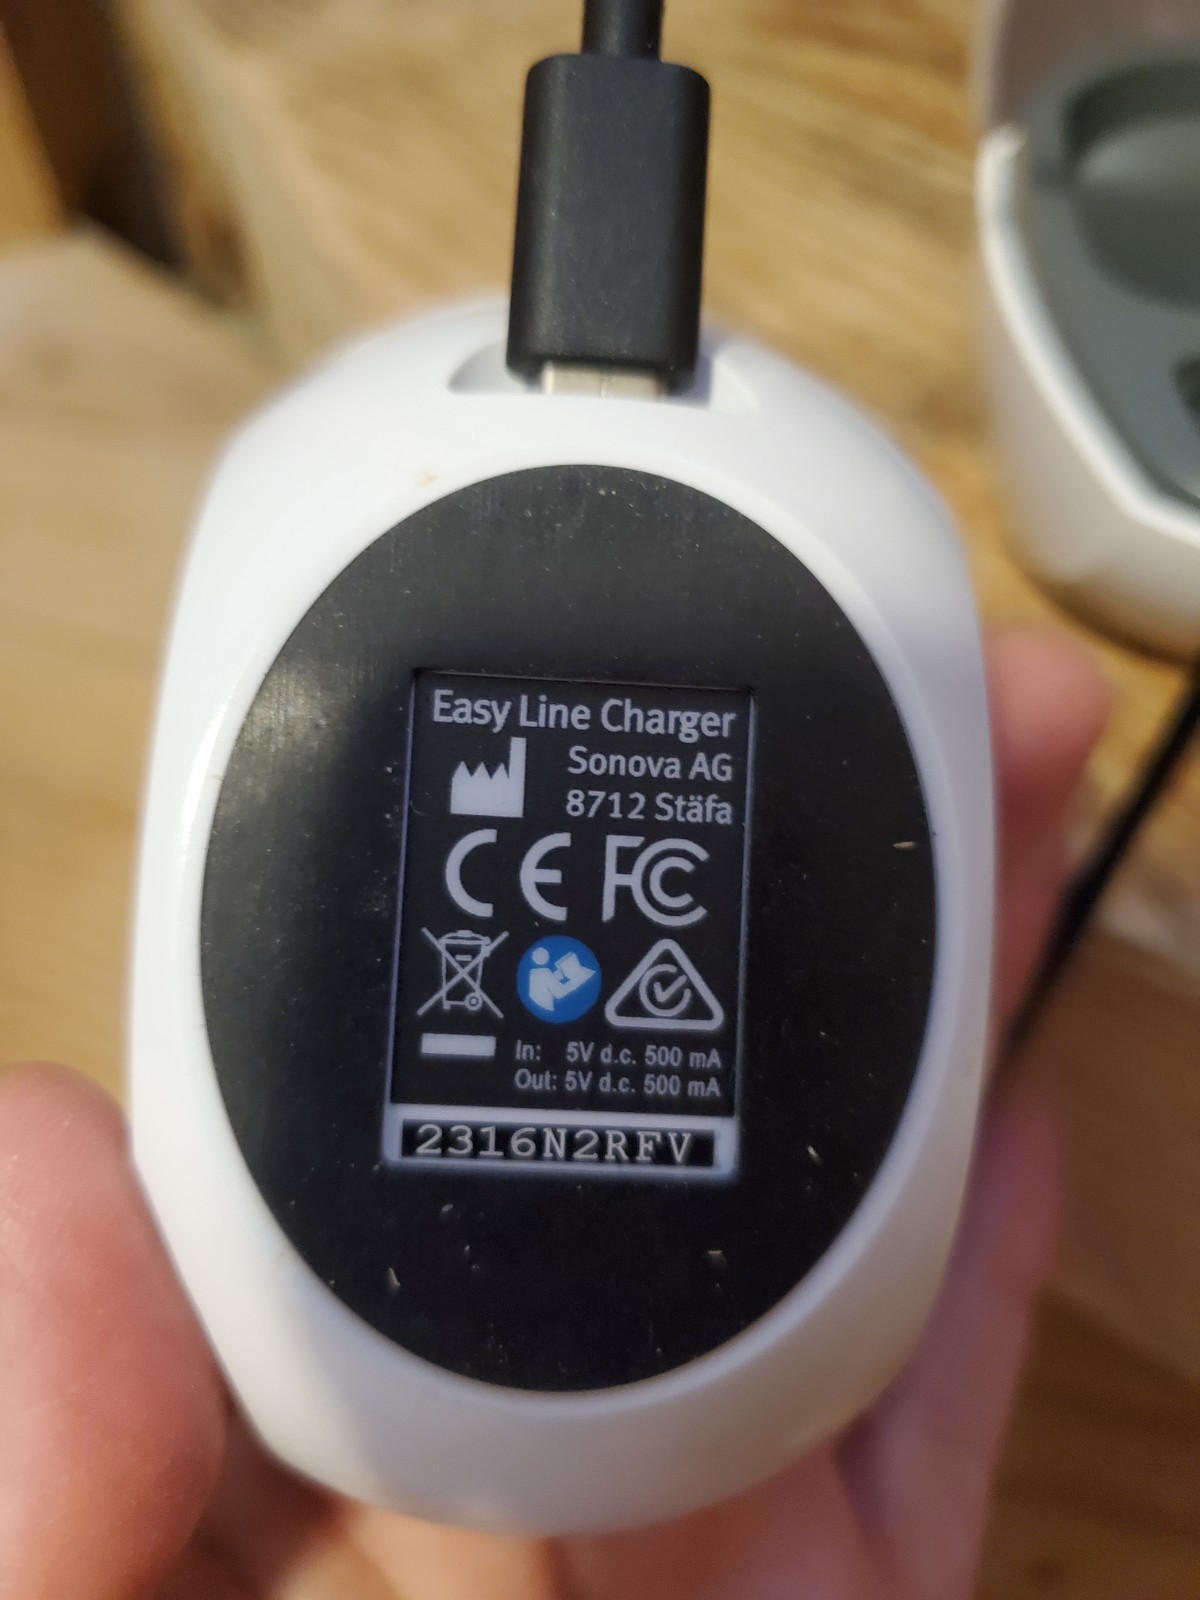 Easy Line Charger
Sonova AG
8712 Stäfa
CE FC
In: 5V d.c. 500 mA
Out: 5V d.c. 500 mA
2316N2RFV